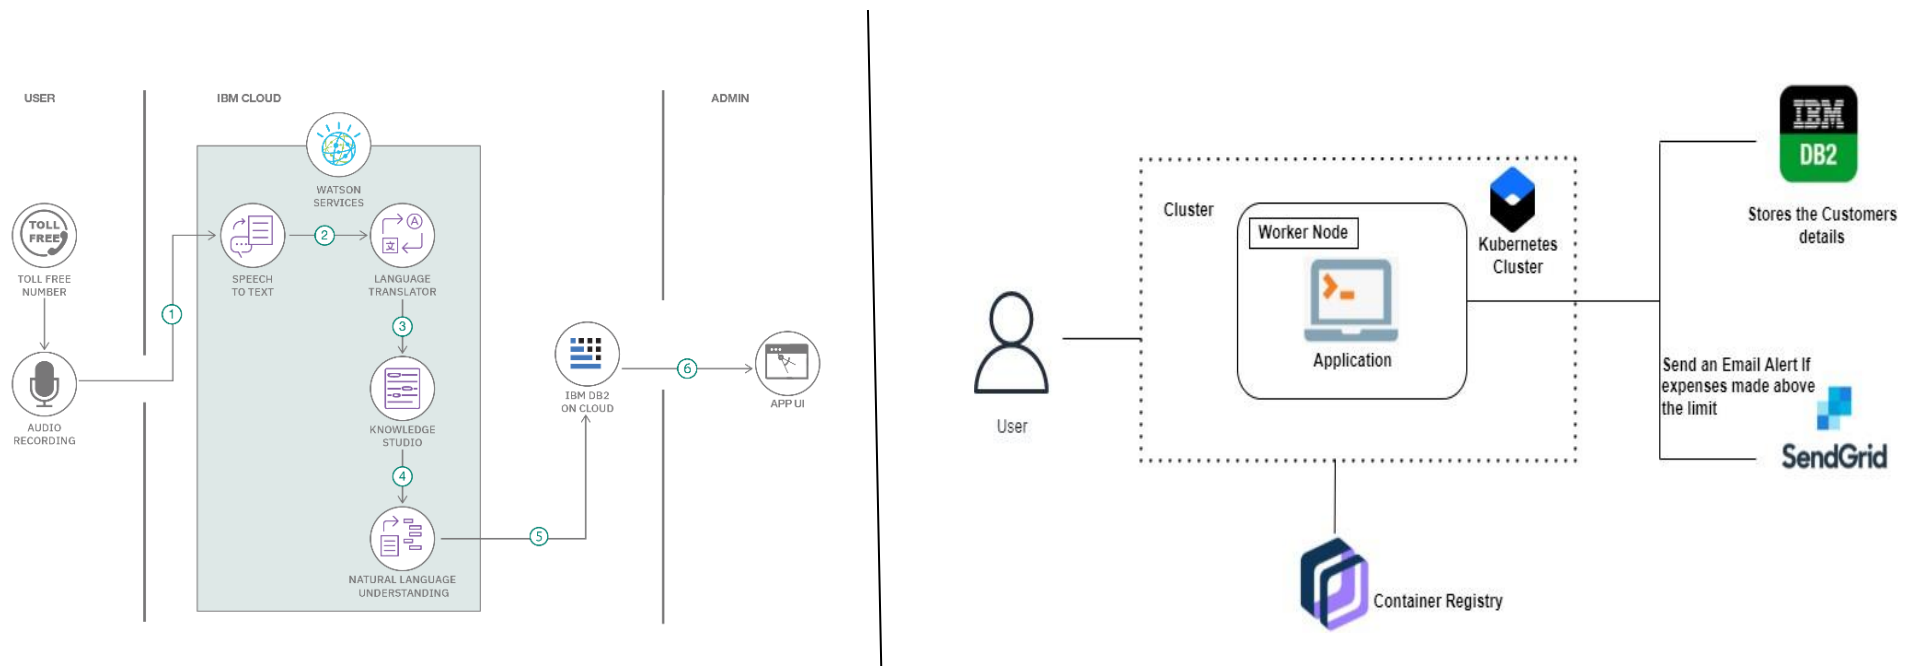 USER
IBM CLOUD
ADMIN
WATSON
SERVICES
TOLL
FREE
TOLL FREE
NUMBER
SPEECH
TO TEXT
2
A
文
LANGUAGE
TRANSLATOR
1
3
AUDIO
RECORDING
KNOWLEDGE
STUDIO
4
NATURAL LANGUAGE
UNDERSTANDING
5
IBM DB2
ON CLOUD
6
APP UI
User
Cluster
Worker Node
Application
Kubernetes
Cluster
Container Registry
IBM
DB2
Stores the Customers
details
Send an Email Alert If
expenses made above
the limit
SendGrid